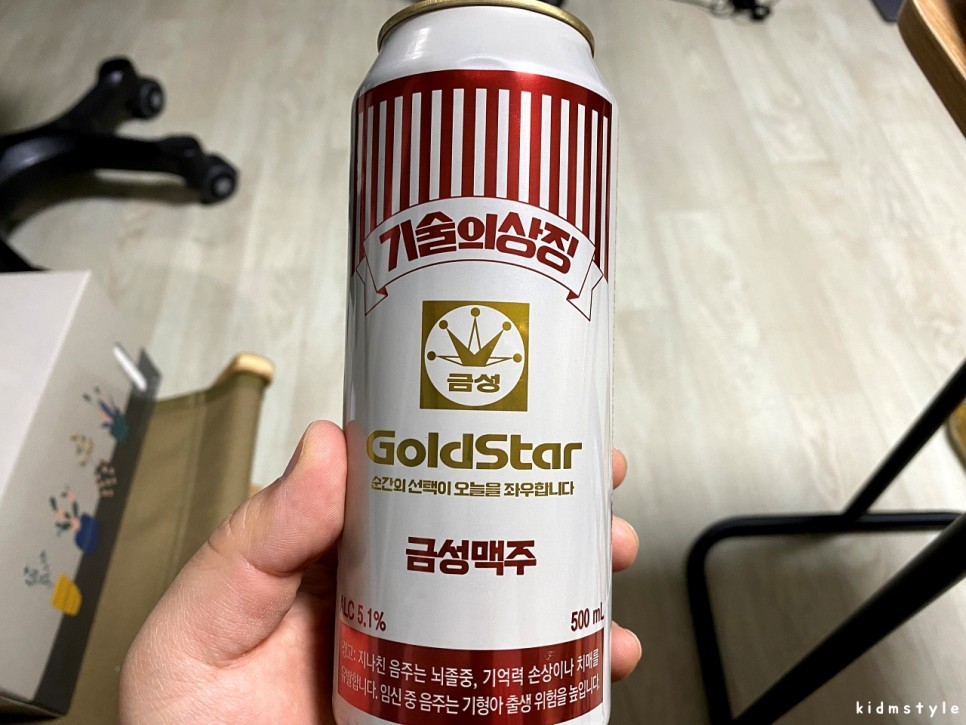 기술의상징
금성
GoldStar
순간의 선택이 오늘을 좌우합니다
금성맥주
ALC 5.1%
500 mL
경고: 지나친 음주는 뇌졸중, 기억력 손상이나 치매를
유발합니다. 임신 중 음주는 기형아 출생 위험을 높입니다.
kidmstyle